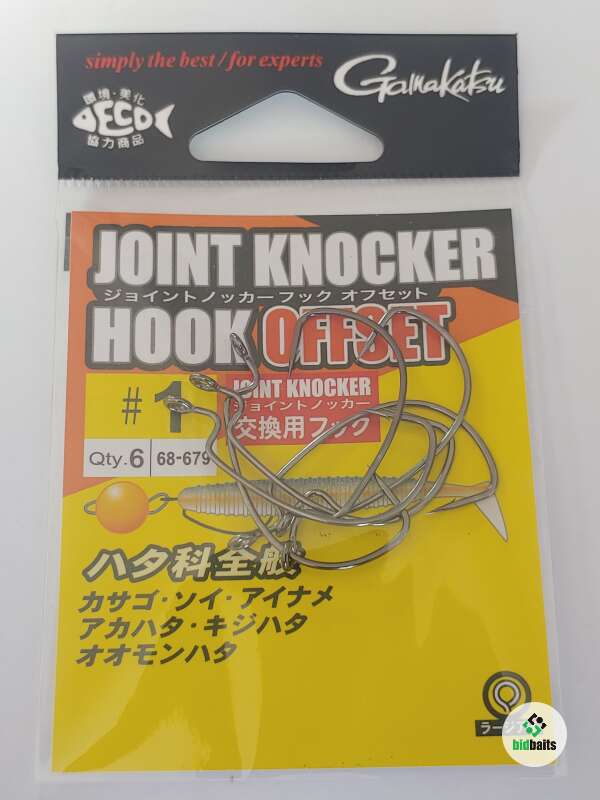 simply the best / for experts
Gamakatsu
環境・美化
DECO
協力商品
JOINT KNOCKER
ジョイントノッカーフック オフセット
HOOK OFFSET
#1
JOINT KNOCKER
ジョイントノッカー
交換用フック
Qty.6 68-679
ハタ科全般
カサゴ・ソイ・アイナメ
アカハタ・キジハタ
オオモンハタ
bidbaits